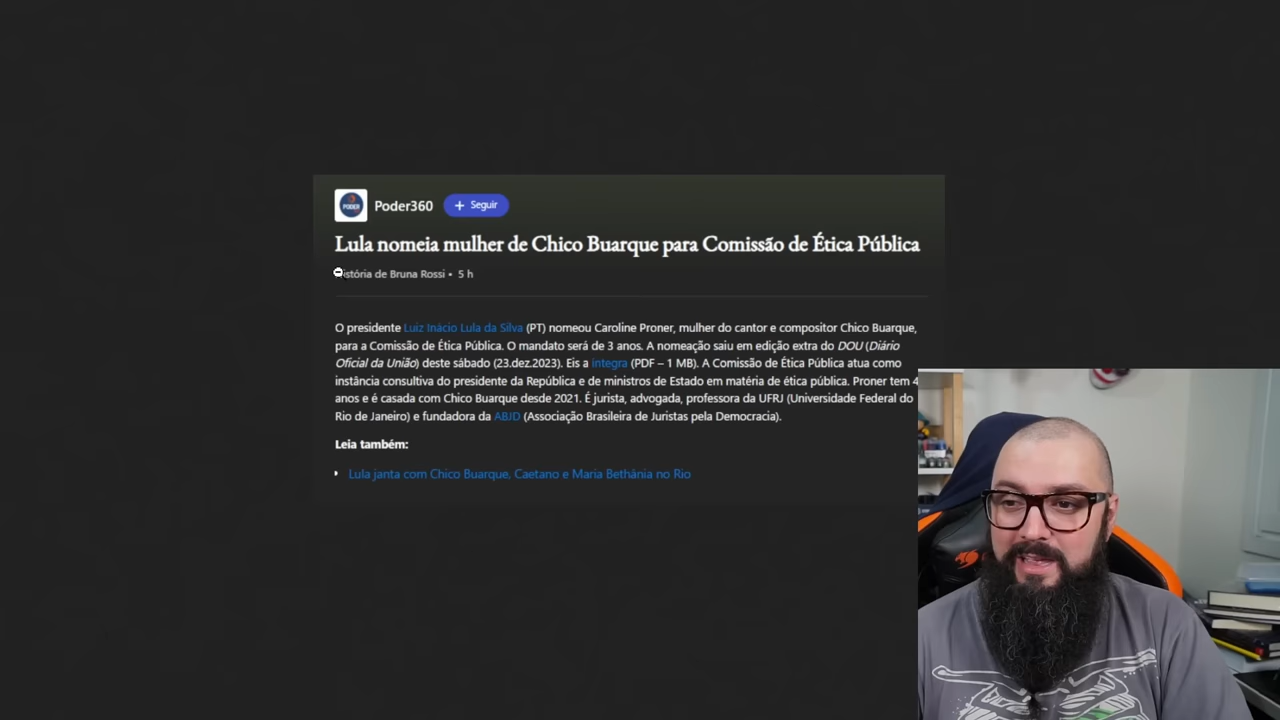 Poder360
+ Seguir
Lula nomeia mulher de Chico Buarque para Comissão de Ética Pública
istória de Bruna Rossi • 5 h
O presidente Luiz Inácio Lula da Silva (PT) nomeou Caroline Proner, mulher do cantor e compositor Chico Buarque,
para a Comissão de Ética Pública. O mandato será de 3 anos. A nomeação saiu em edição extra do DOU (Diário
Oficial da União) deste sábado (23.dez.2023). Eis a íntegra (PDF – 1 MB). A Comissão de Ética Pública atua como
instância consultiva do presidente da República e de ministros de Estado em matéria de ética pública. Proner tem 4
anos e é casada com Chico Buarque desde 2021. É jurista, advogada, professora da UFRJ (Universidade Federal do
Rio de Janeiro) e fundadora da ABJD (Associação Brasileira de Juristas pela Democracia).
Leia também:
Lula janta com Chico Buarque, Caetano e Maria Bethânia no Rio